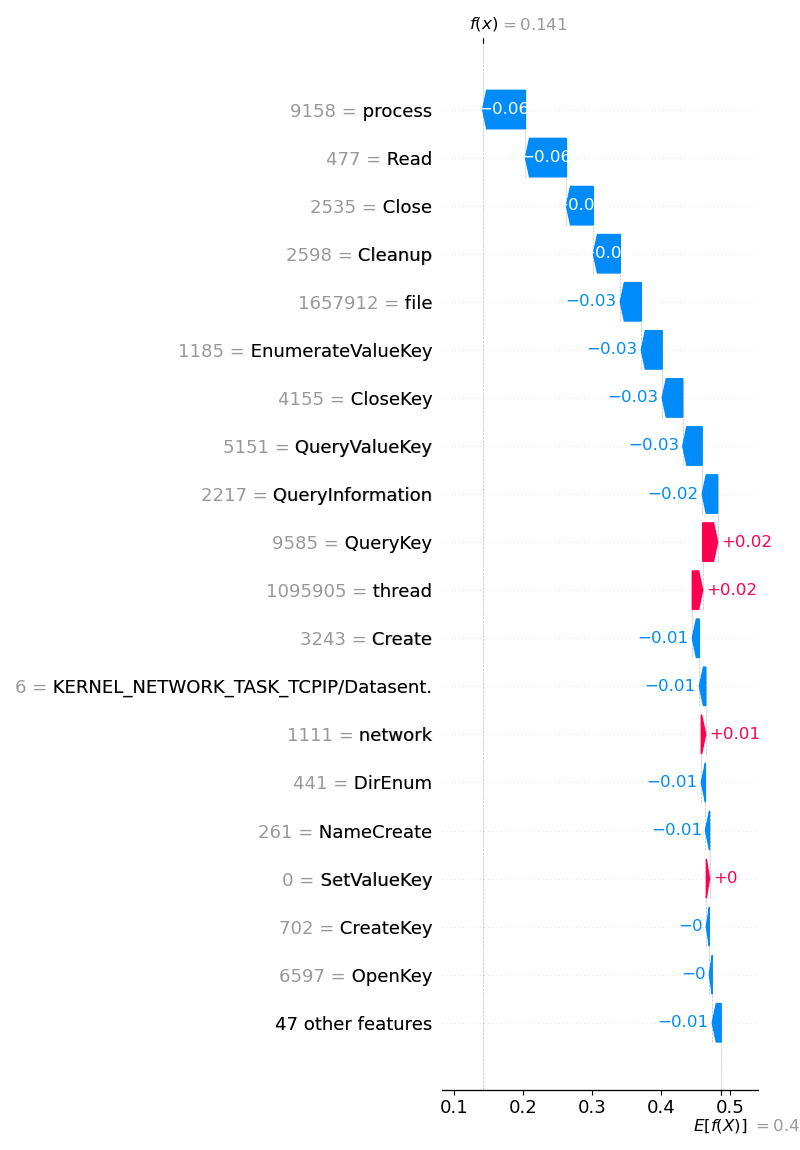 f(x) = 0.141
9158 = process −0.06
477 = Read −0.06
2535 = Close
2598 = Cleanup
1657912 = file −0.03
1185 = EnumerateValueKey −0.03
4155 = CloseKey −0.03
5151 = QueryValueKey −0.03
2217 = QueryInformation −0.02
9585 = QueryKey +0.02
1095905 = thread +0.02
3243 = Create −0.01
6 = KERNEL_NETWORK_TASK_TCPIP/Datasent. −0.01
1111 = network +0.01
441 = DirEnum −0.01
261 = NameCreate −0.01
0 = SetValueKey +0
702 = CreateKey −0
6597 = OpenKey −0
47 other features −0.01
0.1 0.2 0.3 0.4 0.5
E[f(X)] = 0.4